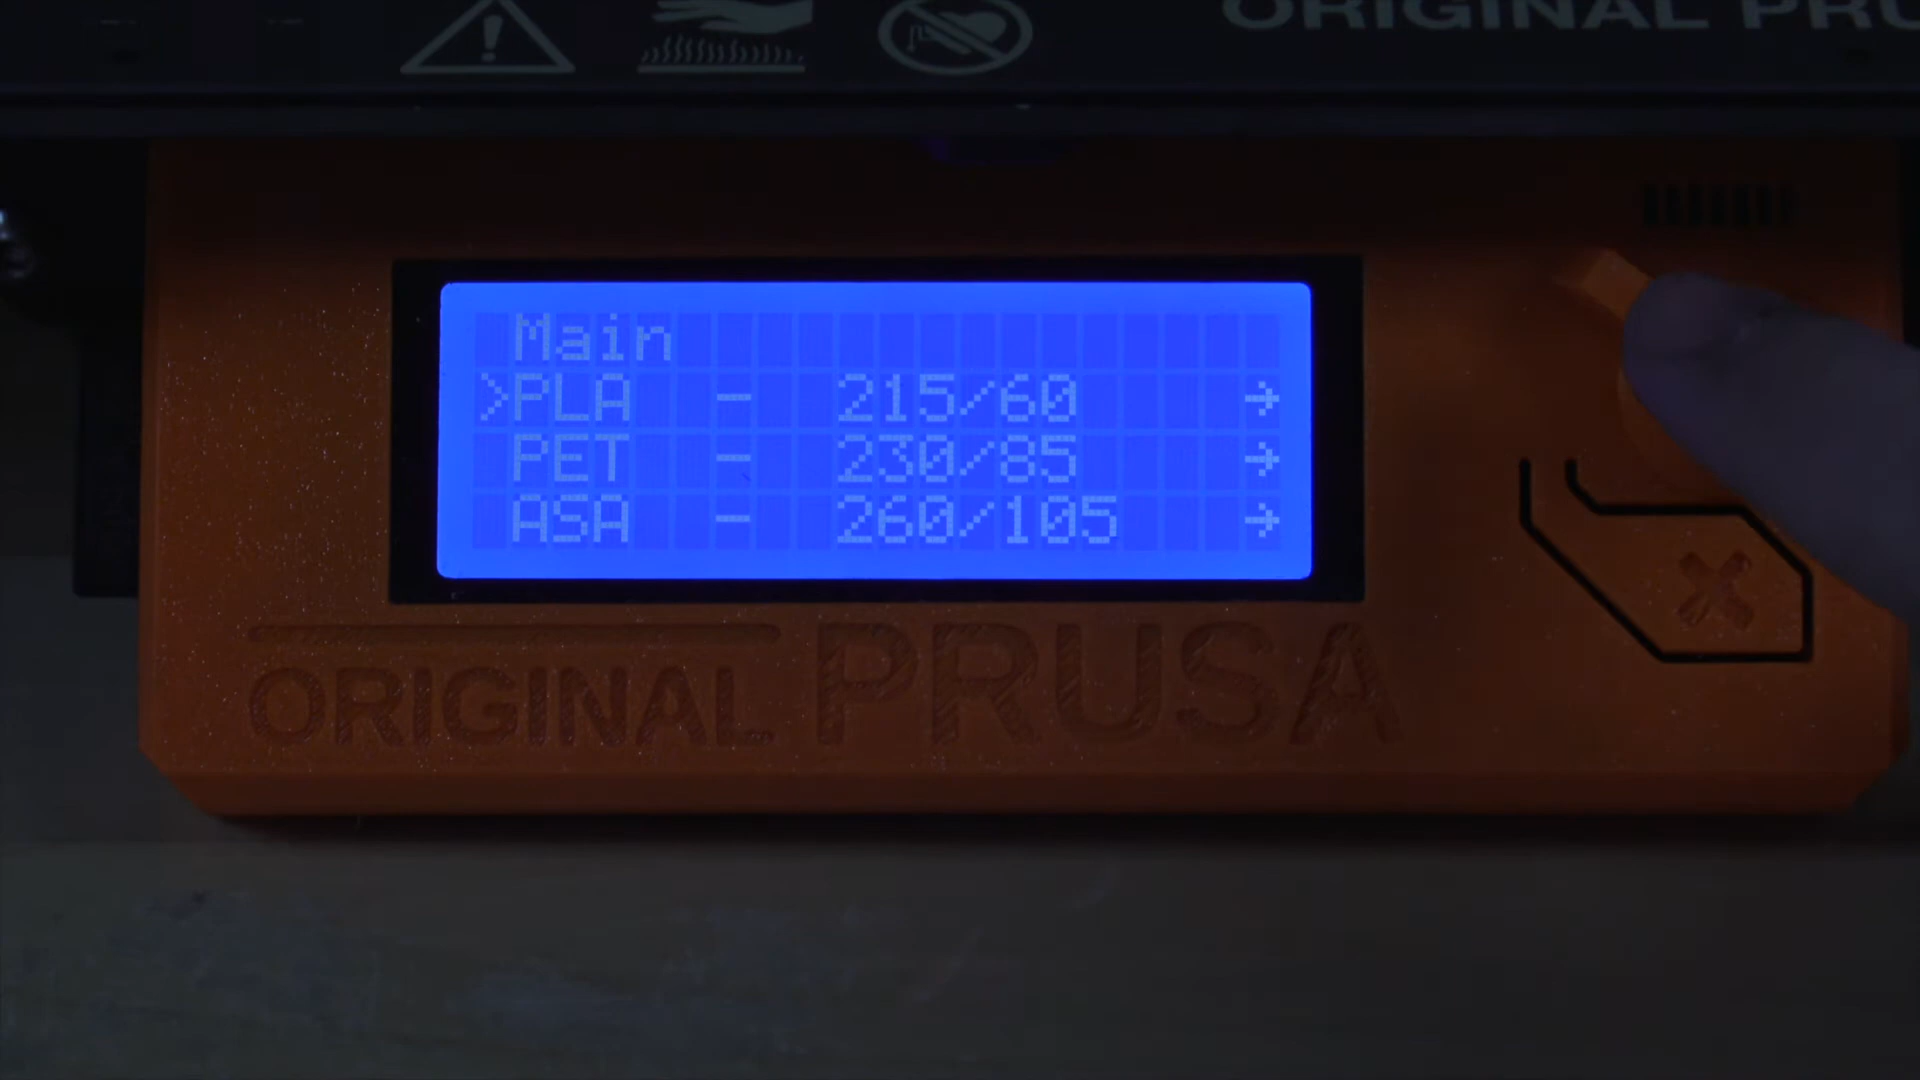 ORIGINAL PRU
Main
>PLA - 215/60 →
PET - 230/85 →
ASA - 260/105 →
ORIGINAL PRUSA